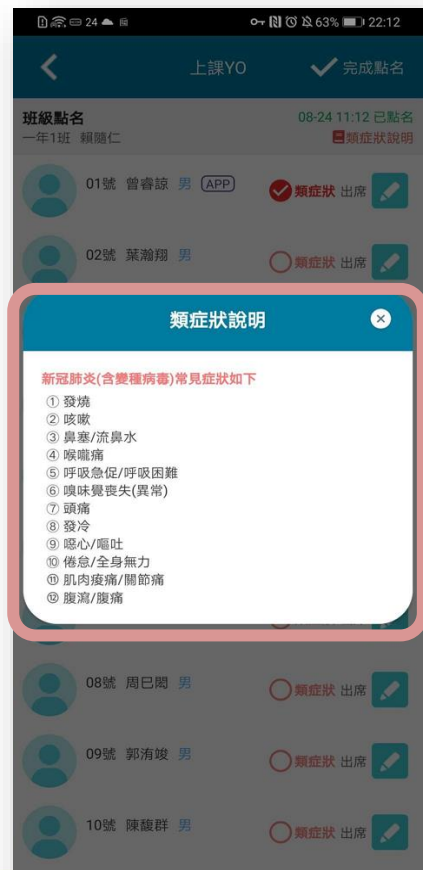 24 63% 22:12
上課YO 完成點名
班級點名 08-24 11:12 已點名
一年1班 賴隨仁 類症狀說明
01號 曾睿諒 男 APP 類症狀 出席
02號 葉瀚翔 男 類症狀 出席
類症狀說明
新冠肺炎(含變種病毒)常見症狀如下
① 發燒
② 咳嗽
③ 鼻塞/流鼻水
④ 喉嚨痛
⑤ 呼吸急促/呼吸困難
⑥ 嗅味覺喪失(異常)
⑦ 頭痛
⑧ 發冷
⑨ 噁心/嘔吐
⑩ 倦怠/全身無力
⑪ 肌肉痠痛/關節痛
⑫ 腹瀉/腹痛
08號 周巳閎 男 類症狀 出席
09號 郭洧竣 男 類症狀 出席
10號 陳馥群 男 類症狀 出席